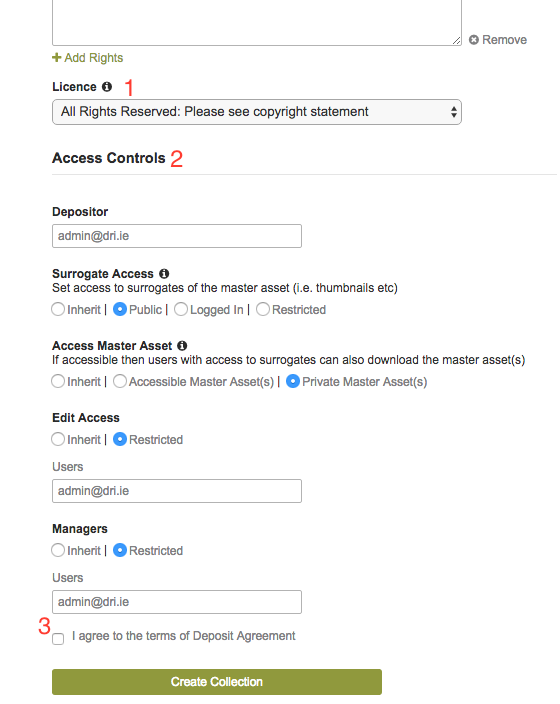 Remove
Add Rights
Licence 1
All Rights Reserved: Please see copyright statement
Access Controls 2
Depositor
admin@dri.ie
Surrogate Access
Set access to surrogates of the master asset (i.e. thumbnails etc)
Inherit | Public | Logged In | Restricted
Access Master Asset
If accessible then users with access to surrogates can also download the master asset(s)
Inherit | Accessible Master Asset(s) | Private Master Asset(s)
Edit Access
Inherit | Restricted
Users
admin@dri.ie
Managers
Inherit | Restricted
Users
admin@dri.ie
3 I agree to the terms of Deposit Agreement
Create Collection